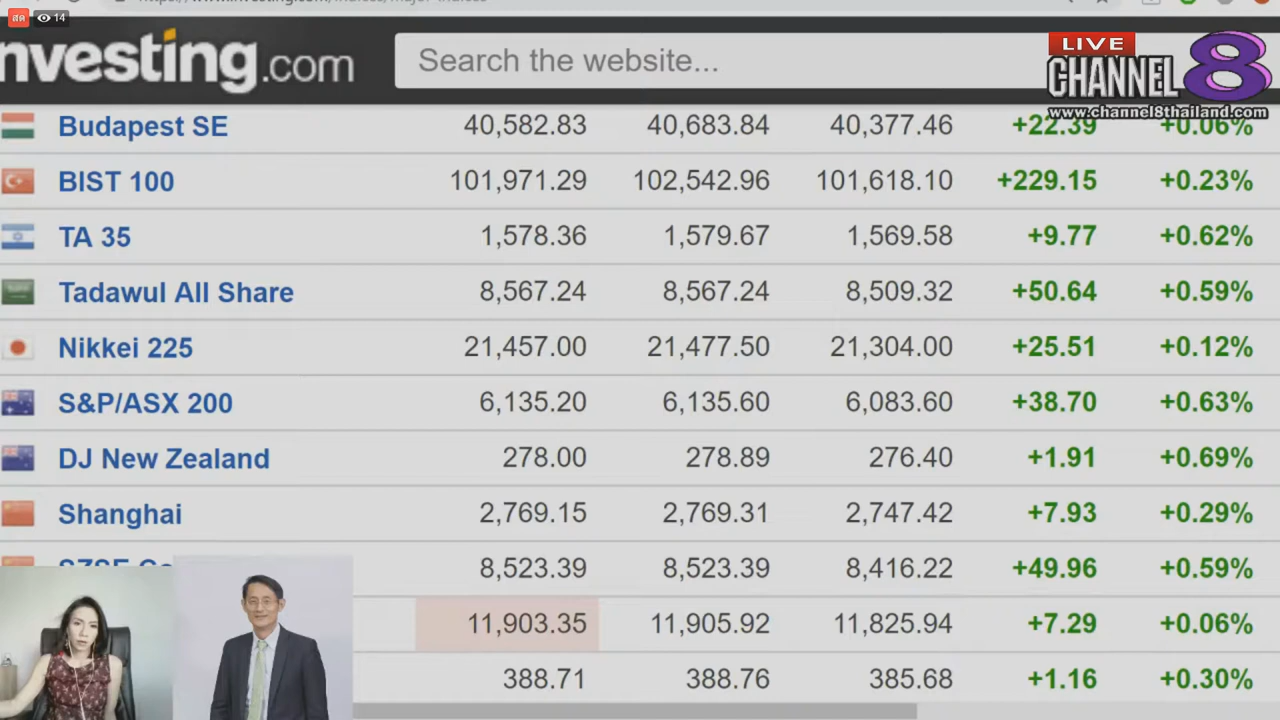 สด 14
nvesting.com
Search the website...
LIVE
CHANNEL 8
www.channel8thailand.com
Budapest SE 40,582.83 40,683.84 40,377.46 +22.39 +0.06%
BIST 100 101,971.29 102,542.96 101,618.10 +229.15 +0.23%
TA 35 1,578.36 1,579.67 1,569.58 +9.77 +0.62%
Tadawul All Share 8,567.24 8,567.24 8,509.32 +50.64 +0.59%
Nikkei 225 21,457.00 21,477.50 21,304.00 +25.51 +0.12%
S&P/ASX 200 6,135.20 6,135.60 6,083.60 +38.70 +0.63%
DJ New Zealand 278.00 278.89 276.40 +1.91 +0.69%
Shanghai 2,769.15 2,769.31 2,747.42 +7.93 +0.29%
8,523.39 8,523.39 8,416.22 +49.96 +0.59%
11,903.35 11,905.92 11,825.94 +7.29 +0.06%
388.71 388.76 385.68 +1.16 +0.30%